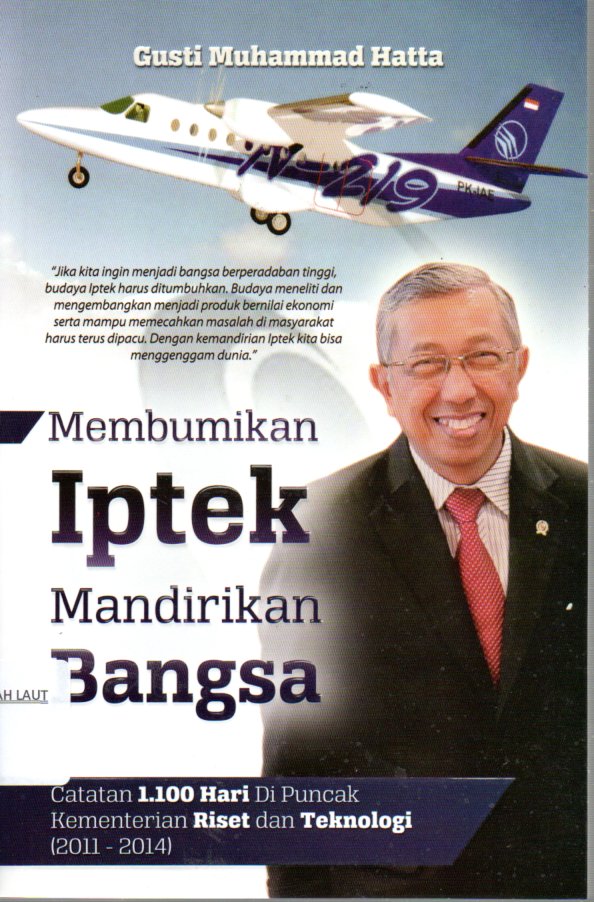 Gusti Muhammad Hatta
N-219
PK-IAE
"Jika kita ingin menjadi bangsa berperadaban tinggi,
budaya Iptek harus ditumbuhkan. Budaya meneliti dan
mengembangkan menjadi produk bernilai ekonomi
serta mampu memecahkan masalah di masyarakat
harus terus dipacu. Dengan kemandirian Iptek kita bisa
menggenggam dunia."
Membumikan
Iptek
Mandirikan
Bangsa
AH LAUT
Catatan 1.100 Hari Di Puncak
Kementerian Riset dan Teknologi
(2011 - 2014)